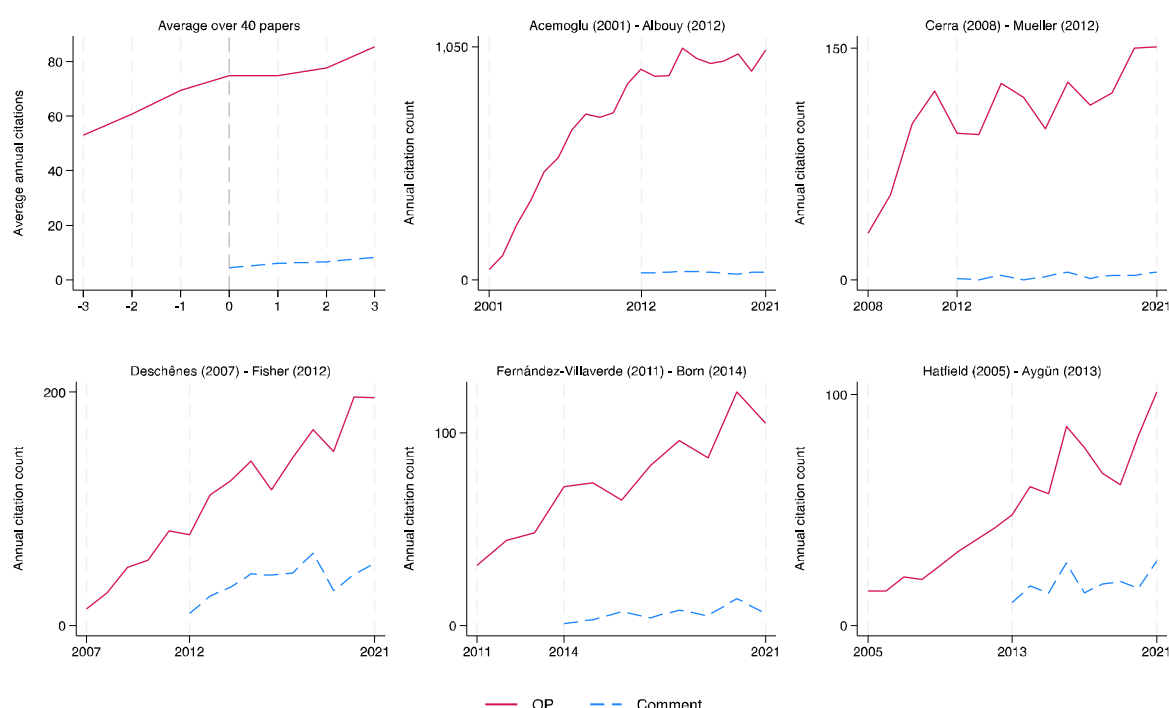 Average over 40 papers
Average annual citations
80
60
40
20
0
-3 -2 -1 0 1 2 3
Acemoglu (2001) - Albouy (2012)
Annual citation count
1,050
0
2001 2012 2021
Cerra (2008) - Mueller (2012)
Annual citation count
150
0
2008 2012 2021
Deschênes (2007) - Fisher (2012)
Annual citation count
200
0
2007 2012 2021
Fernández-Villaverde (2011) - Born (2014)
Annual citation count
100
0
2011 2014 2021
Hatfield (2005) - Aygün (2013)
Annual citation count
100
0
2005 2013 2021
OP Comment